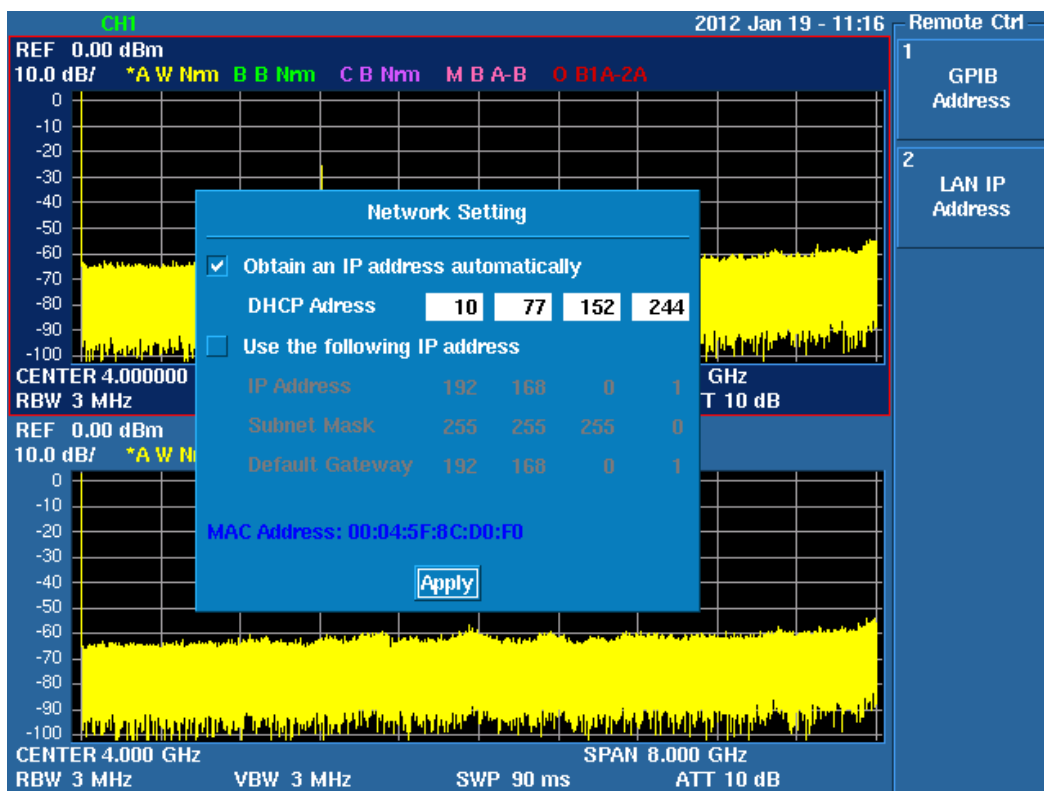 CH1 2012 Jan 19 - 11:16 Remote Ctrl
REF 0.00 dBm
10.0 dB/ *A W Nrm B B Nrm C B Nrm M B A-B O B1A-2A
0
-10
-20
-30
-40
-50
-60
-70
-80
-90
-100
CENTER 4.000000 GHz
RBW 3 MHz T 10 dB
1
GPIB
Address
2
LAN IP
Address
Network Setting
Obtain an IP address automatically
DHCP Adress 10 77 152 244
Use the following IP address
IP Address 192 168 0 1
Subnet Mask 255 255 255 0
Default Gateway 192 168 0 1
MAC Address: 00:04:5F:8C:D0:F0
Apply
REF 0.00 dBm
10.0 dB/ *A W N
0
-10
-20
-30
-40
-50
-60
-70
-80
-90
-100
CENTER 4.000 GHz SPAN 8.000 GHz
RBW 3 MHz VBW 3 MHz SWP 90 ms ATT 10 dB